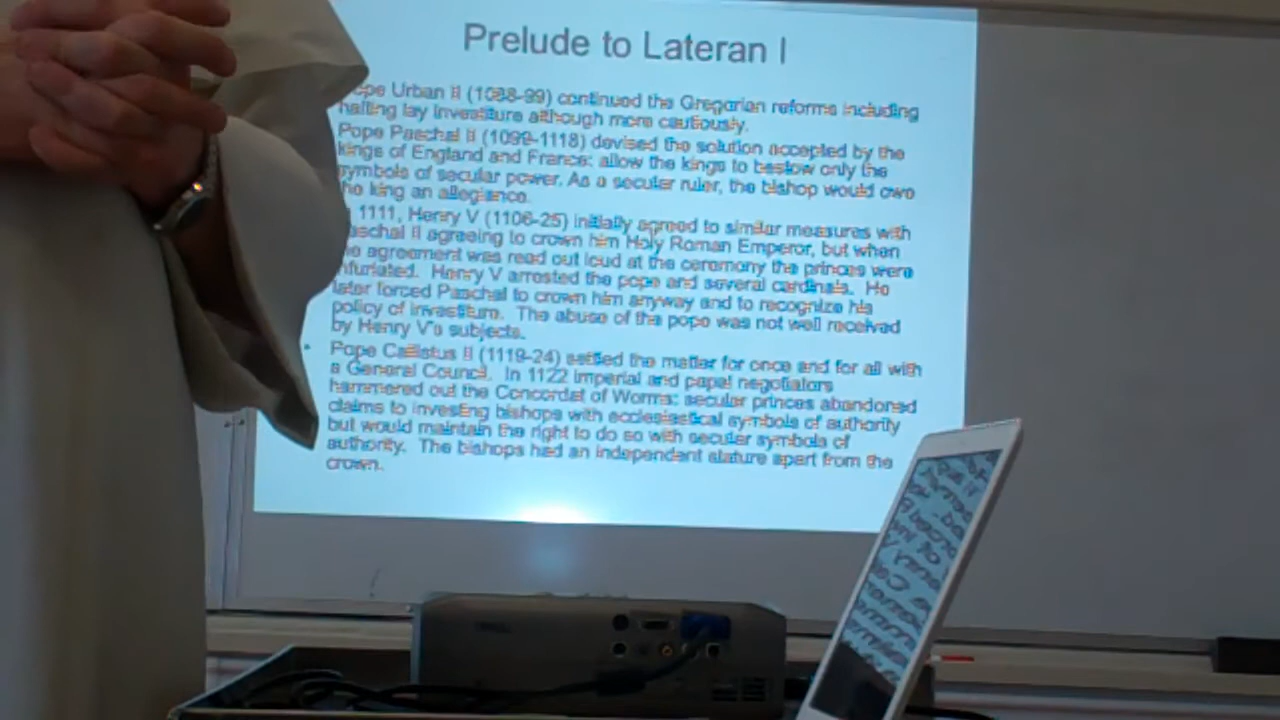 Prelude to Lateran I
ope Urban II (1088-99) continued the Gregorian reforms including
halting lay investiture although more cautiously.
Pope Paschal II (1099-1118) devised the solution accepted by the
kings of England and France: allow the kings to bestow only the
symbols of secular power. As a secular ruler, the bishop would owe
he king an allegiance.
1111, Henry V (1106-25) initially agreed to similar measures with
aschal II agreeing to crown him Holy Roman Emperor, but when
he agreement was read out loud at the ceremony the princes were
nfuriated. Henry V arrested the pope and several cardinals. He
later forced Paschal to crown him anyway and to recognize his
policy of investiture. The abuse of the pope was not well received
by Henry V's subjects.
• Pope Callistus II (1119-24) settled the matter for once and for all with
a General Council. In 1122 imperial and papal negotiators
hammered out the Concordat of Worms: secular princes abandoned
claims to investing bishops with ecclesiastical symbols of authority
but would maintain the right to do so with secular symbols of
authority. The bishops had an independent stature apart from the
crown.